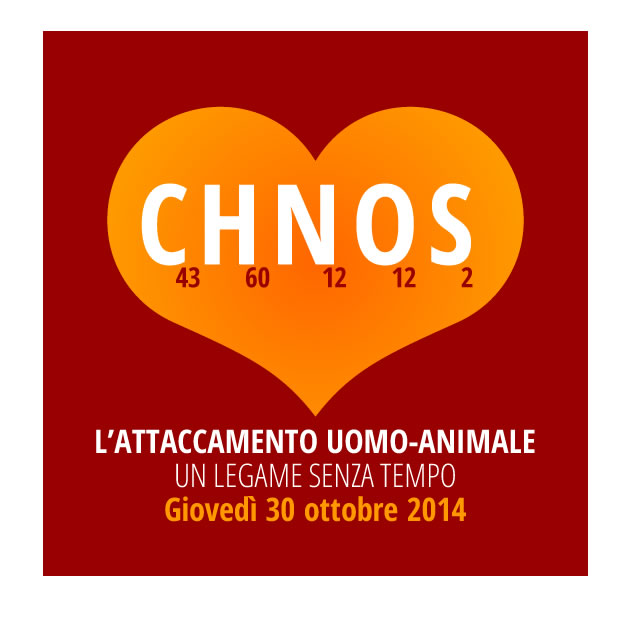 CHNOS
43 60 12 12 2
L’ATTACCAMENTO UOMO-ANIMALE
UN LEGAME SENZA TEMPO
Giovedì 30 ottobre 2014